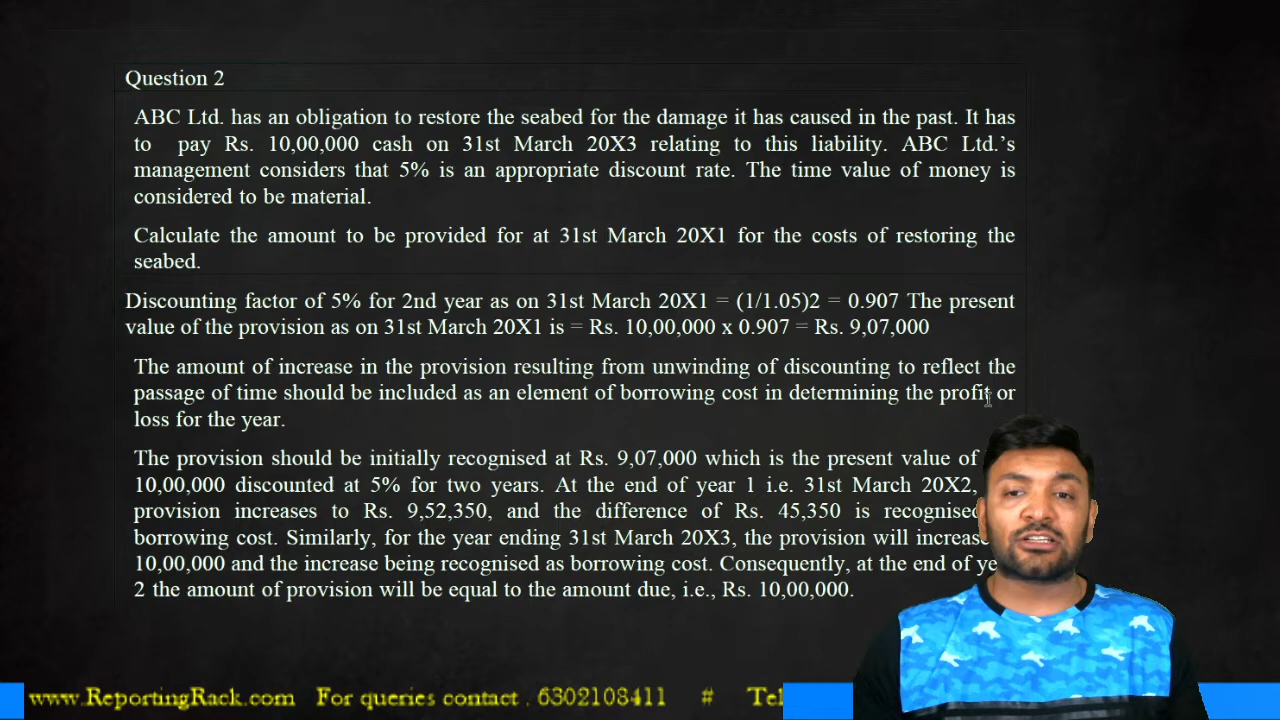 Question 2
ABC Ltd. has an obligation to restore the seabed for the damage it has caused in the past. It has
to pay Rs. 10,00,000 cash on 31st March 20X3 relating to this liability. ABC Ltd.'s
management considers that 5% is an appropriate discount rate. The time value of money is
considered to be material.
Calculate the amount to be provided for at 31st March 20X1 for the costs of restoring the
seabed.
Discounting factor of 5% for 2nd year as on 31st March 20X1 = (1/1.05)2 = 0.907 The present
value of the provision as on 31st March 20X1 is = Rs. 10,00,000 x 0.907 = Rs. 9,07,000
The amount of increase in the provision resulting from unwinding of discounting to reflect the
passage of time should be included as an element of borrowing cost in determining the profit or
loss for the year.
The provision should be initially recognised at Rs. 9,07,000 which is the present value of
10,00,000 discounted at 5% for two years. At the end of year 1 i.e. 31st March 20X2,
provision increases to Rs. 9,52,350, and the difference of Rs. 45,350 is recognised
borrowing cost. Similarly, for the year ending 31st March 20X3, the provision will increas
10,00,000 and the increase being recognised as borrowing cost. Consequently, at the end of ye
2 the amount of provision will be equal to the amount due, i.e., Rs. 10,00,000.
www.ReportingRack.com For queries contact . 6302108411 # Tel